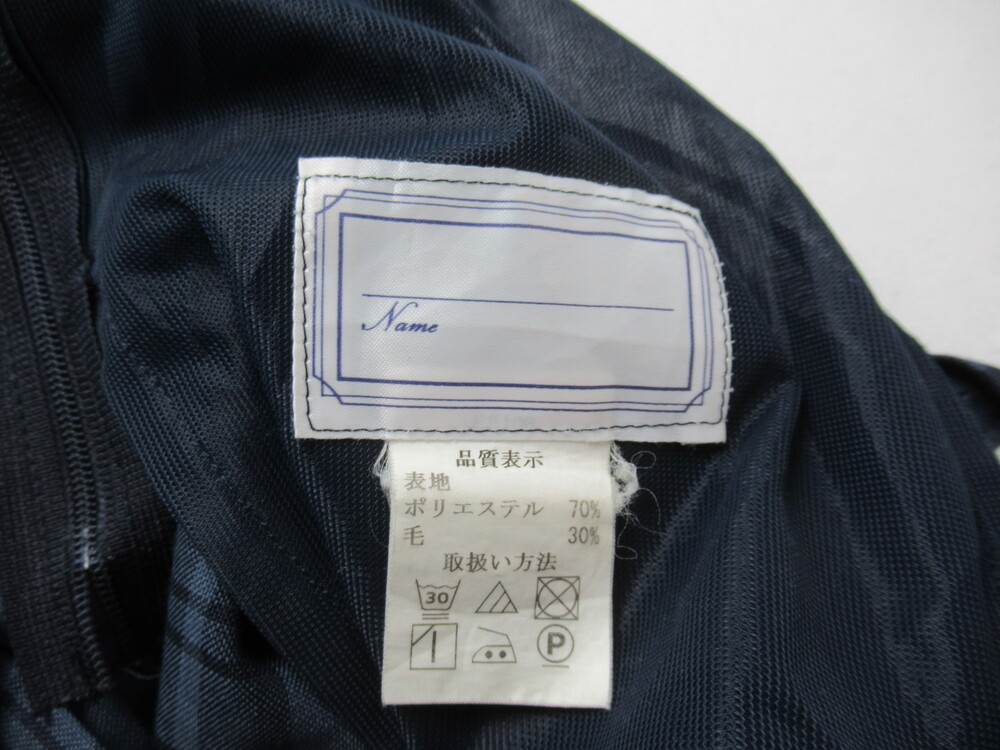 Name
品質表示
表地
ポリエステル 70%
毛 30%
取扱い方法
30
P